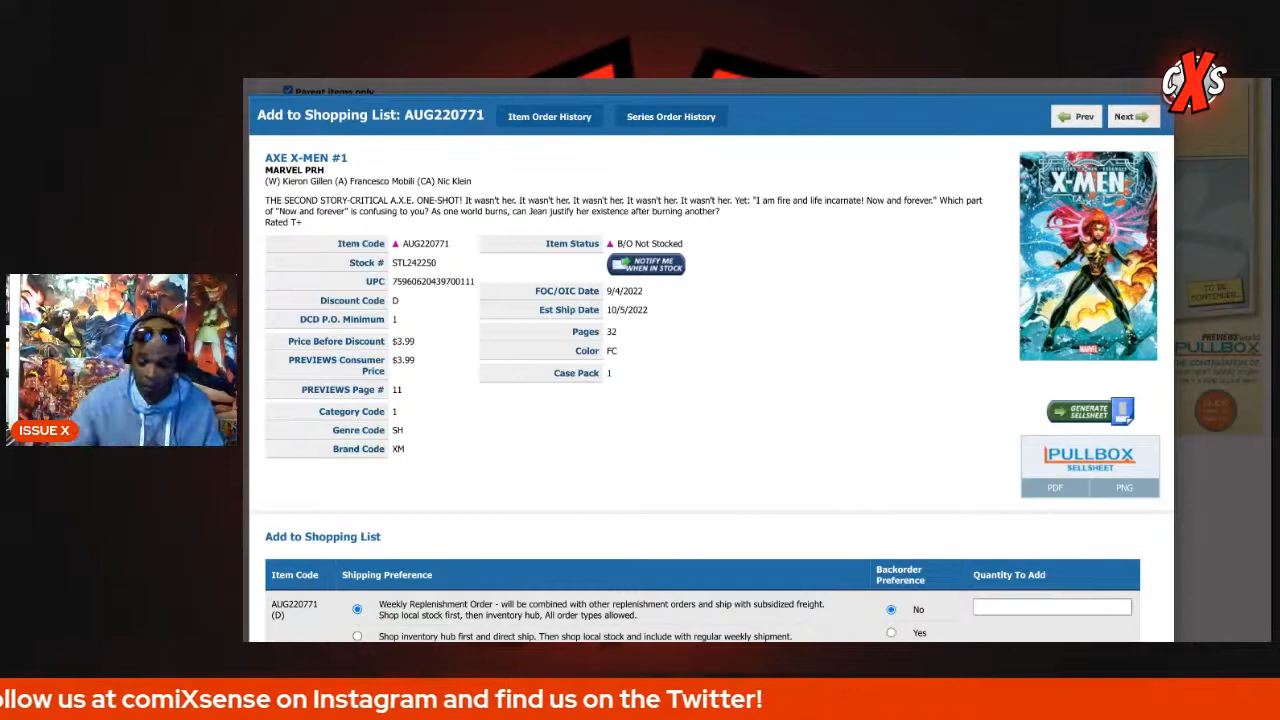 Parent items only
CXS
Add to Shopping List: AUG220771
Item Order History
Series Order History
Prev
Next
AXE X-MEN #1
MARVEL PRH
(W) Kieron Gillen (A) Francesco Mobili (CA) Nic Klein
THE SECOND STORY-CRITICAL A.X.E. ONE-SHOT! It wasn't her. It wasn't her. It wasn't her. It wasn't her. It wasn't her. Yet: "I am fire and life incarnate! Now and forever." Which part
of "Now and forever" is confusing to you? As one world burns, can Jean justify her existence after burning another?
Rated T+
Item Code ▲ AUG220771
Stock # STL242250
UPC 75960620439700111
Discount Code D
DCD P.O. Minimum 1
Price Before Discount $3.99
PREVIEWS Consumer
Price $3.99
PREVIEWS Page # 11
Category Code 1
Genre Code SH
Brand Code XM
Item Status ▲ B/O Not Stocked
NOTIFY ME
WHEN IN STOCK
FOC/OIC Date 9/4/2022
Est Ship Date 10/5/2022
Pages 32
Color FC
Case Pack 1
X-MEN
MARVEL
GENERATE
SELLSHEET
PULLBOX
SELLSHEET
PDF PNG
TO BE
CONTINUED
PREVIEWSworld
PULLBOX
THE CONTINUATION OF
CLICK
ISSUE X
Add to Shopping List
Item Code Shipping Preference Backorder
Preference Quantity To Add
AUG220771
(D)
Weekly Replenishment Order - will be combined with other replenishment orders and ship with subsidized freight.
Shop local stock first, then inventory hub, All order types allowed.
No
Shop inventory hub first and direct ship. Then shop local stock and include with regular weekly shipment.
Yes
ollow us at comiXsense on Instagram and find us on the Twitter!